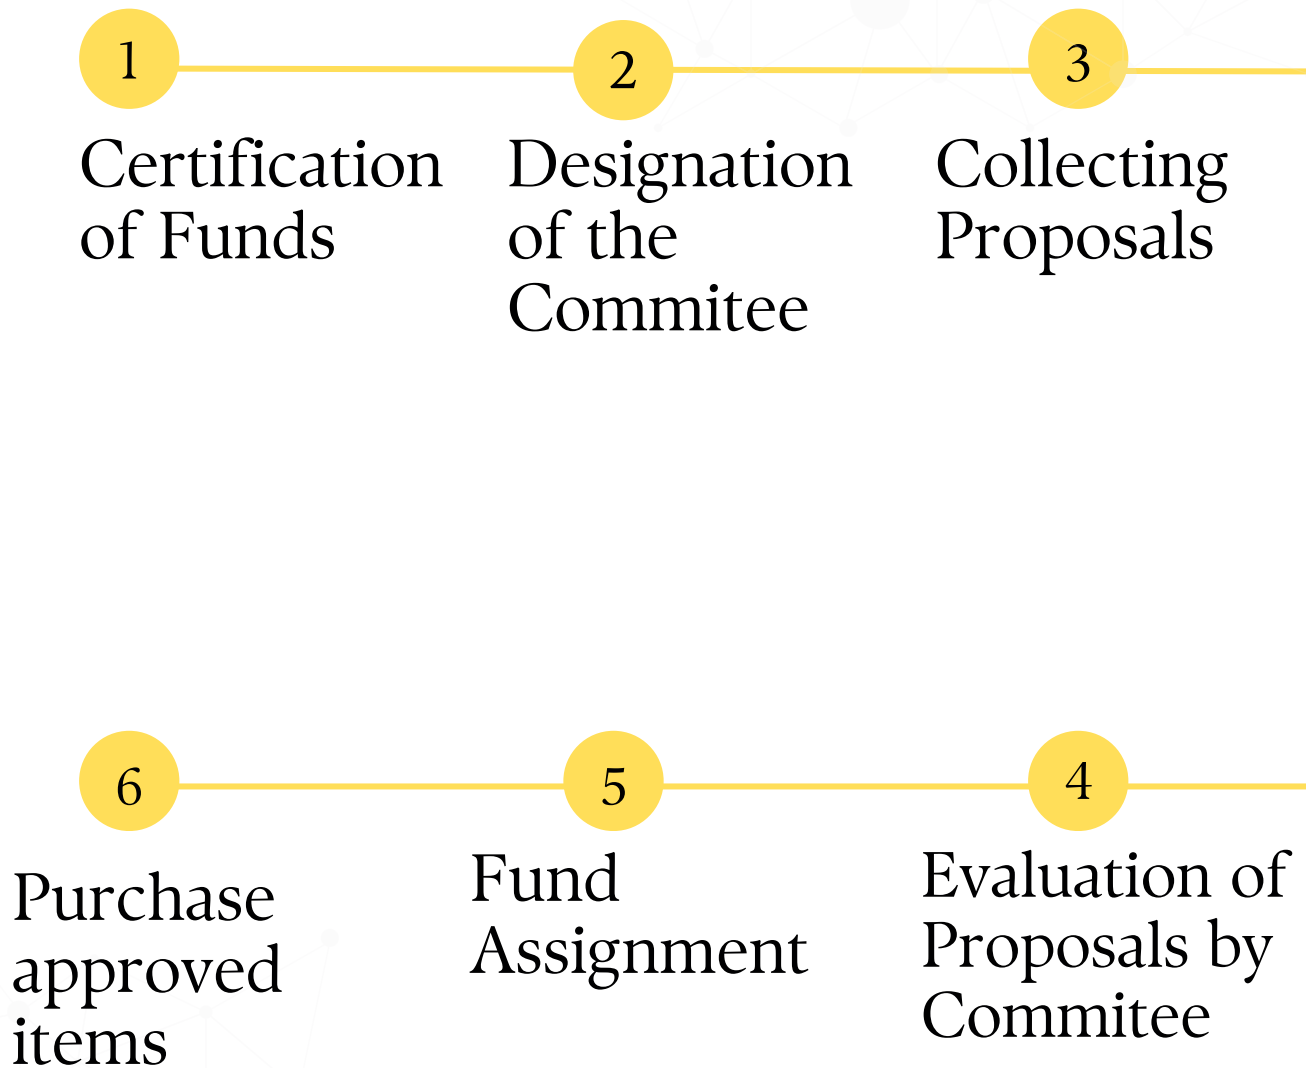 1
Certification
of Funds
2
Designation
of the
Commitee
3
Collecting
Proposals
4
Evaluation of
Proposals by
Commitee
5
Fund
Assignment
6
Purchase
approved
items